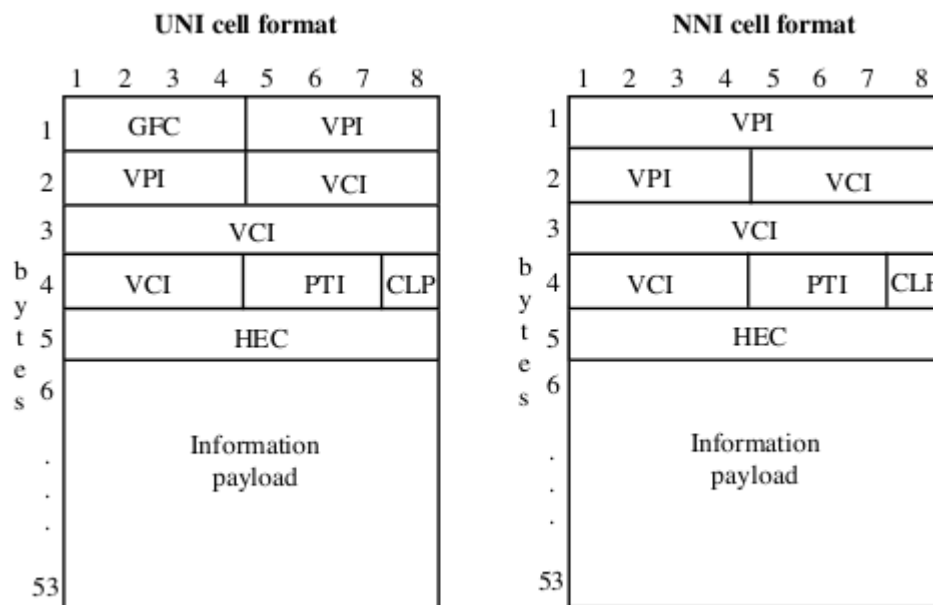 UNI cell format
1 2 3 4 5 6 7 8
1 GFC VPI
2 VPI VCI
3 VCI
4 VCI PTI CLP
5 HEC
6
Information
payload
.
.
.
53
bytes
NNI cell format
1 2 3 4 5 6 7 8
1 VPI
2 VPI VCI
3 VCI
4 VCI PTI CLP
5 HEC
6
Information
payload
.
.
.
53
bytes